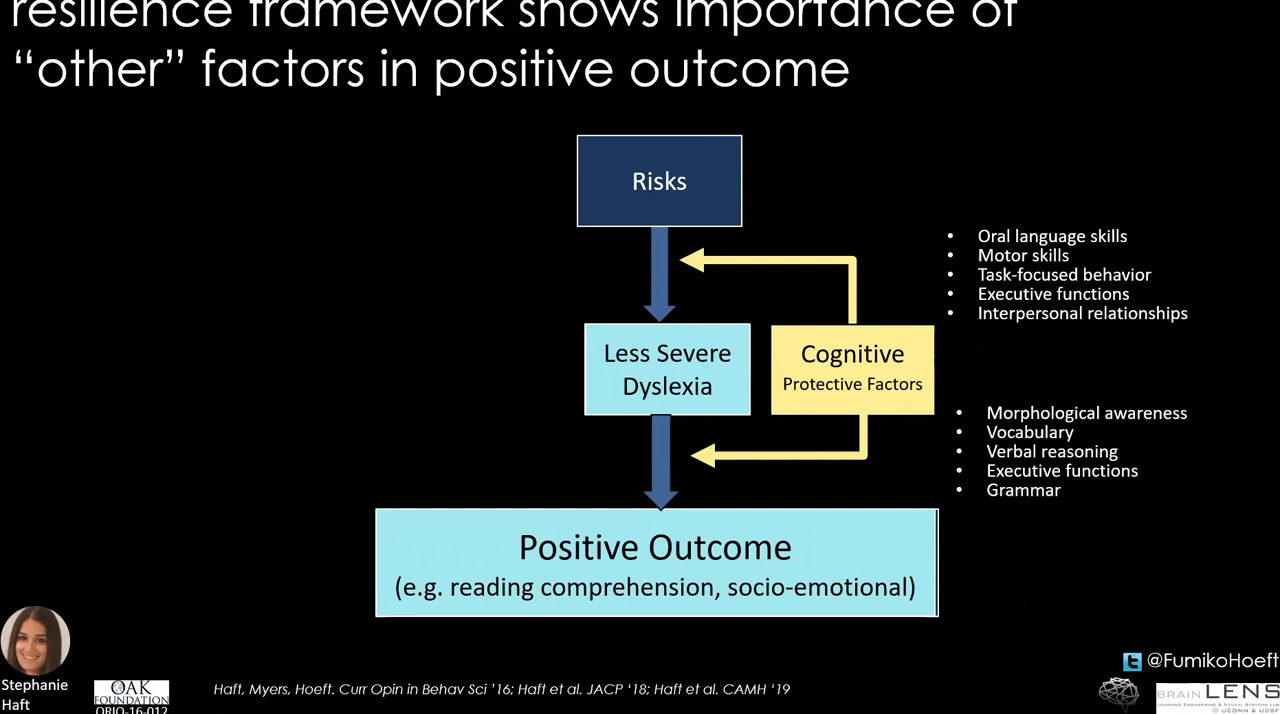 resilience framework shows importance of
“other” factors in positive outcome
Risks
• Oral language skills
• Motor skills
• Task-focused behavior
• Executive functions
• Interpersonal relationships
Less Severe
Dyslexia
Cognitive
Protective Factors
• Morphological awareness
• Vocabulary
• Verbal reasoning
• Executive functions
• Grammar
Positive Outcome
(e.g. reading comprehension, socio-emotional)
Stephanie
Haft
OAK
FOUNDATION
ORIO-16-012
Haft, Myers, Hoeft. Curr Opin in Behav Sci ’16; Haft et al. JACP ‘18; Haft et al. CAMH ‘19
@FumikoHoeft
BRAIN LENS
@ UCONN & UCSF